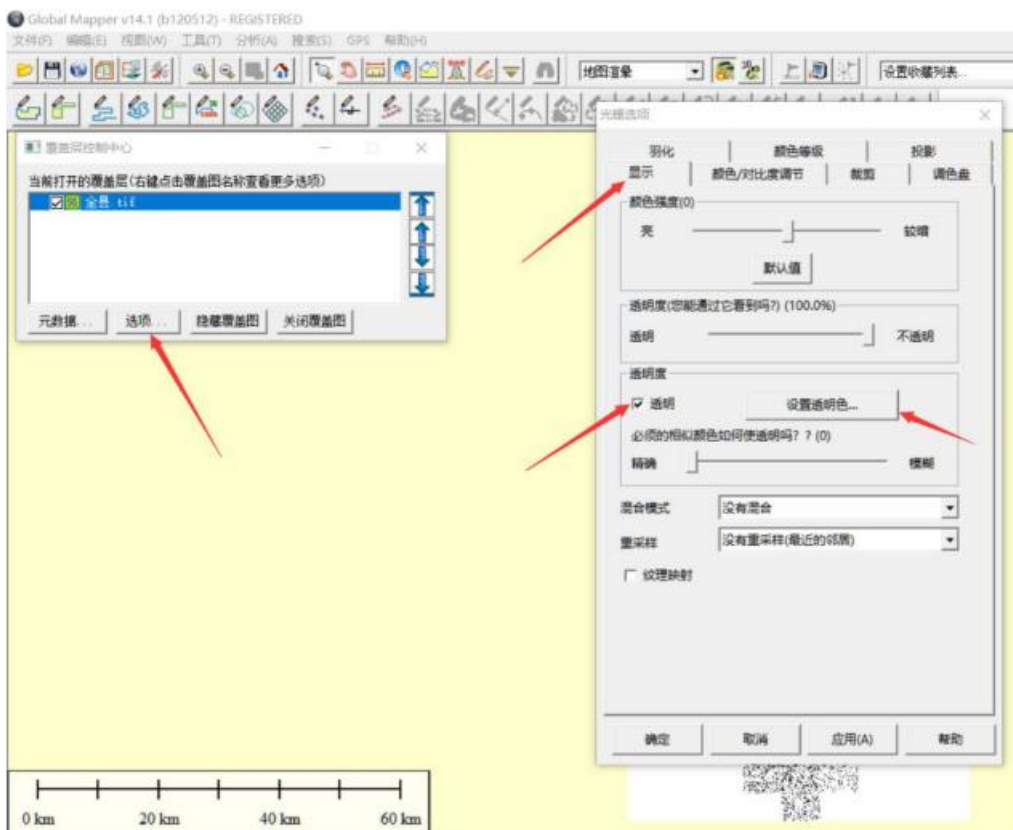 Global Mapper v14.1 (b120512) - REGISTERED
文件(F) 编辑(E) 视图(W) 工具(T) 分析(A) 搜索(S) GPS 帮助(H)
地图渲晕 设置收藏列表...
覆盖层控制中心
当前打开的覆盖层(右键点击覆盖图名称查看更多选项)
全县.tif
元数据... 选项... 隐藏覆盖图 关闭覆盖图
光栅选项
羽化 颜色等级 投影
显示 颜色/对比度调节 裁剪 调色盘
颜色强度(0)
亮 较暗
默认值
透明度(您能通过它看到吗?) (100.0%)
透明 不透明
透明度
透明 设置透明色...
必须的相似颜色如何使透明吗? ? (0)
精确 模糊
混合模式 没有混合
重采样 没有重采样(最近的邻居)
纹理映射
确定 取消 应用(A) 帮助
0 km 20 km 40 km 60 km